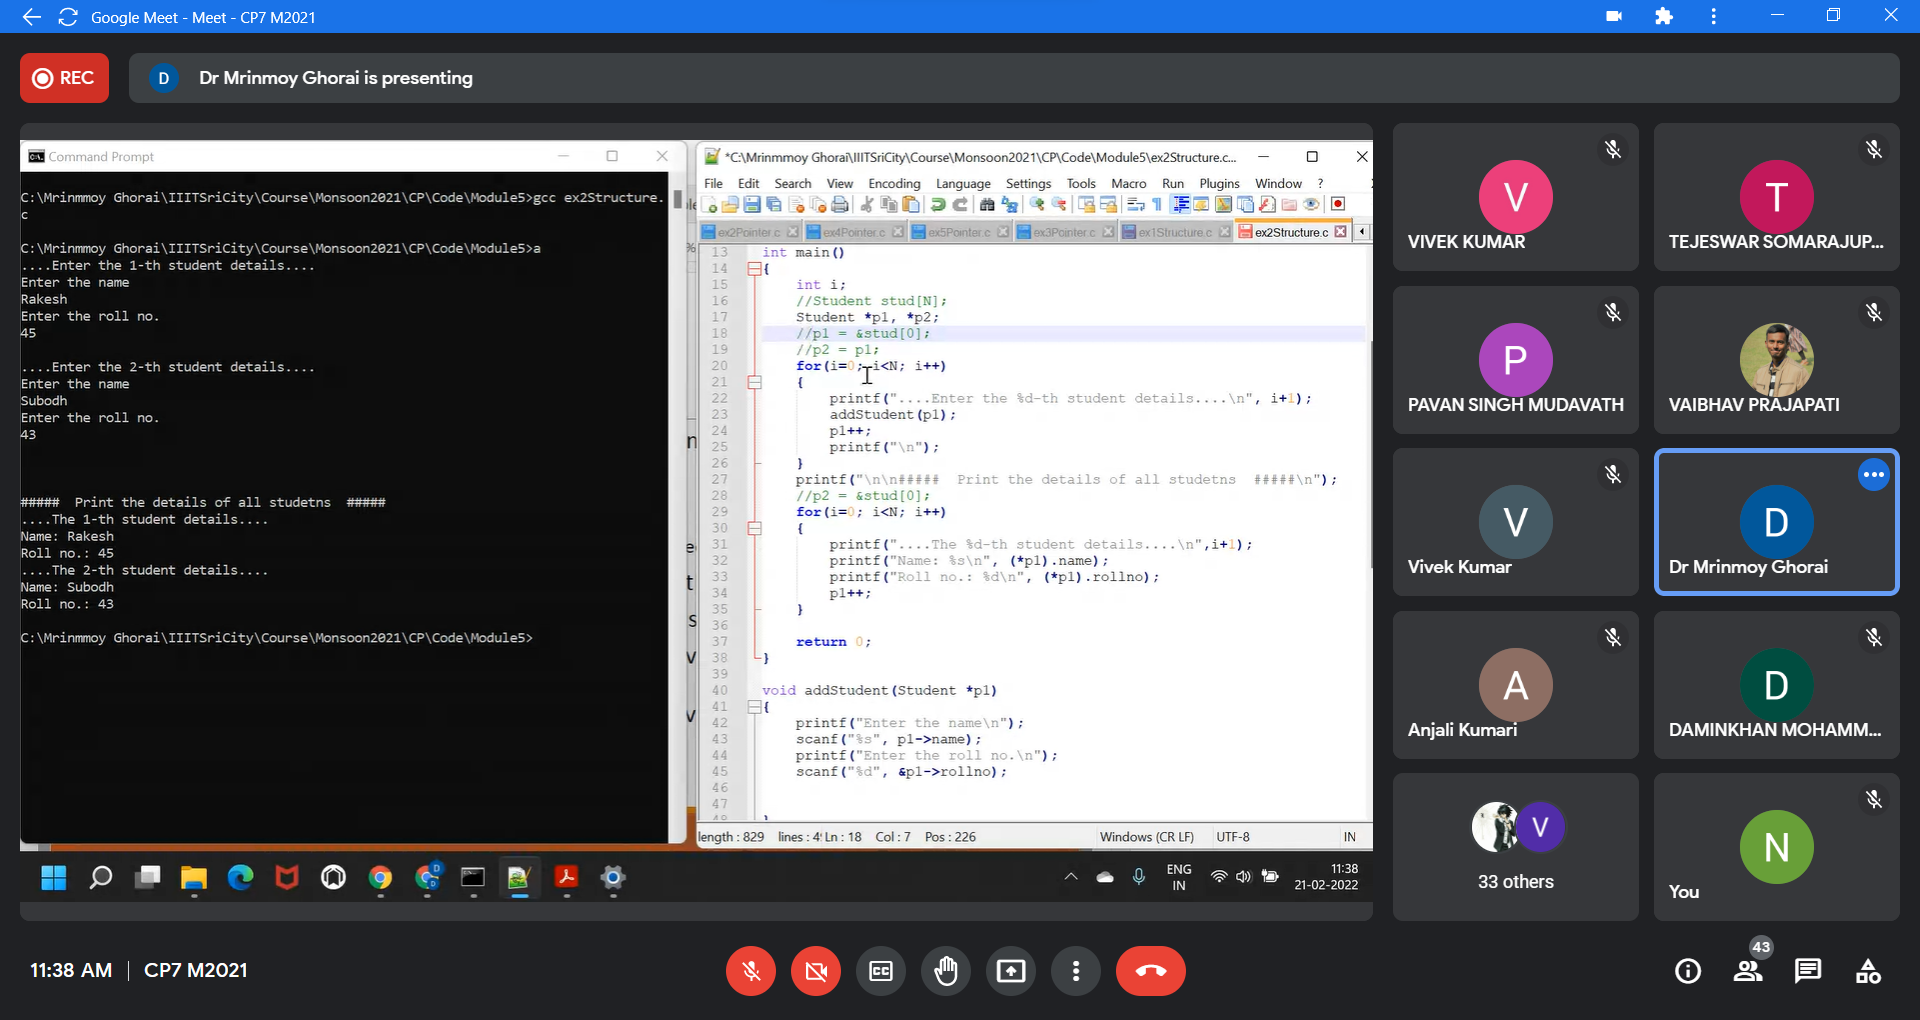 Google Meet - Meet - CP7 M2021
REC
D
Dr Mrinmoy Ghorai is presenting
Command Prompt
C:\Mrinmmoy Ghorai\IIITSriCity\Course\Monsoon2021\CP\Code\Module5>gcc ex2Structure.
c
C:\Mrinmmoy Ghorai\IIITSriCity\Course\Monsoon2021\CP\Code\Module5>a
....Enter the 1-th student details....
Enter the name
Rakesh
Enter the roll no.
45
....Enter the 2-th student details....
Enter the name
Subodh
Enter the roll no.
43
##### Print the details of all studetns #####
....The 1-th student details....
Name: Rakesh
Roll no.: 45
....The 2-th student details....
Name: Subodh
Roll no.: 43
C:\Mrinmmoy Ghorai\IIITSriCity\Course\Monsoon2021\CP\Code\Module5>
*C:\Mrinmmoy Ghorai\IIITSriCity\Course\Monsoon2021\CP\Code\Module5\ex2Structure.c...
File Edit Search View Encoding Language Settings Tools Macro Run Plugins Window ?
ex2Pointer.c ex4Pointer.c ex5Pointer.c ex3Pointer.c ex1Structure.c ex2Structure.c
13 int main()
14 {
15 int i;
16 //Student stud[N];
17 Student *p1, *p2;
18 //p1 = &stud[0];
19 //p2 = p1;
20 for(i=0; i<N; i++)
21 {
22 printf("....Enter the %d-th student details....\n", i+1);
23 addStudent(p1);
24 p1++;
25 printf("\n");
26 }
27 printf("\n\n##### Print the details of all studetns #####\n");
28 //p2 = &stud[0];
29 for(i=0; i<N; i++)
30 {
31 printf("....The %d-th student details....\n",i+1);
32 printf("Name: %s\n", (*p1).name);
33 printf("Roll no.: %d\n", (*p1).rollno);
34 p1++;
35 }
36
37 return 0;
38 }
39
40 void addStudent(Student *p1)
41 {
42 printf("Enter the name\n");
43 scanf("%s", p1->name);
44 printf("Enter the roll no.\n");
45 scanf("%d", &p1->rollno);
46
47
48 }
length : 829 lines : 4 Ln : 18 Col : 7 Pos : 226 Windows (CR LF) UTF-8 IN
ENG
IN
11:38
21-02-2022
V
VIVEK KUMAR
T
TEJESWAR SOMARAJUP...
P
PAVAN SINGH MUDAVATH
VAIBHAV PRAJAPATI
V
Vivek Kumar
D
Dr Mrinmoy Ghorai
A
Anjali Kumari
D
DAMINKHAN MOHAMM...
V
33 others
N
You
11:38 AM | CP7 M2021
CC
43